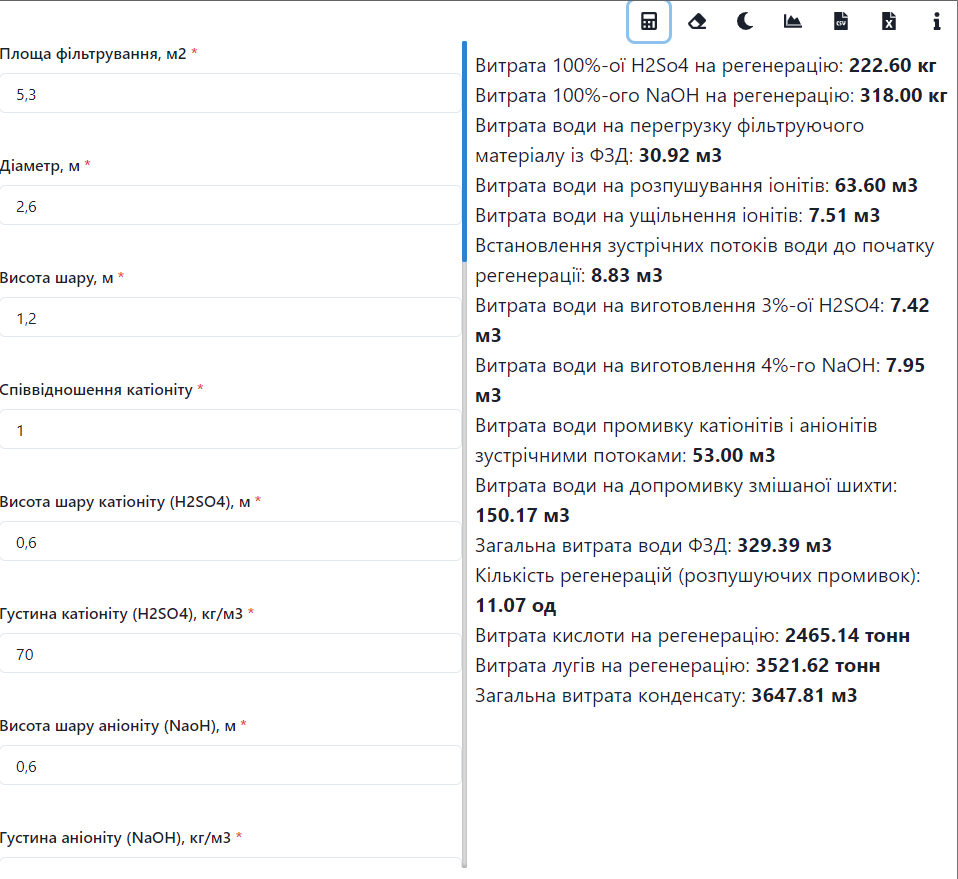 Площа фільтрування, м2 *
5,3
Діаметр, м *
2,6
Висота шару, м *
1,2
Співвідношення катіоніту *
1
Висота шару катіоніту (H2SO4), м *
0,6
Густина катіоніту (H2SO4), кг/м3 *
70
Висота шару аніоніту (NaoH), м *
0,6
Густина аніоніту (NaOH), кг/м3 *
CSV
X
Витрата 100%-ої H2So4 на регенерацію: 222.60 кг
Витрата 100%-ого NaOH на регенерацію: 318.00 кг
Витрата води на перегрузку фільтруючого
матеріалу із ФЗД: 30.92 м3
Витрата води на розпушування іонітів: 63.60 м3
Витрата води на ущільнення іонітів: 7.51 м3
Встановлення зустрічних потоків води до початку
регенерації: 8.83 м3
Витрата води на виготовлення 3%-ої H2SO4: 7.42
м3
Витрата води на виготовлення 4%-го NaOH: 7.95
м3
Витрата води промивку катіонітів і аніонітів
зустрічними потоками: 53.00 м3
Витрата води на допромивку змішаної шихти:
150.17 м3
Загальна витрата води ФЗД: 329.39 м3
Кількість регенерацій (розпушуючих промивок):
11.07 од
Витрата кислоти на регенерацію: 2465.14 тонн
Витрата лугів на регенерацію: 3521.62 тонн
Загальна витрата конденсату: 3647.81 м3